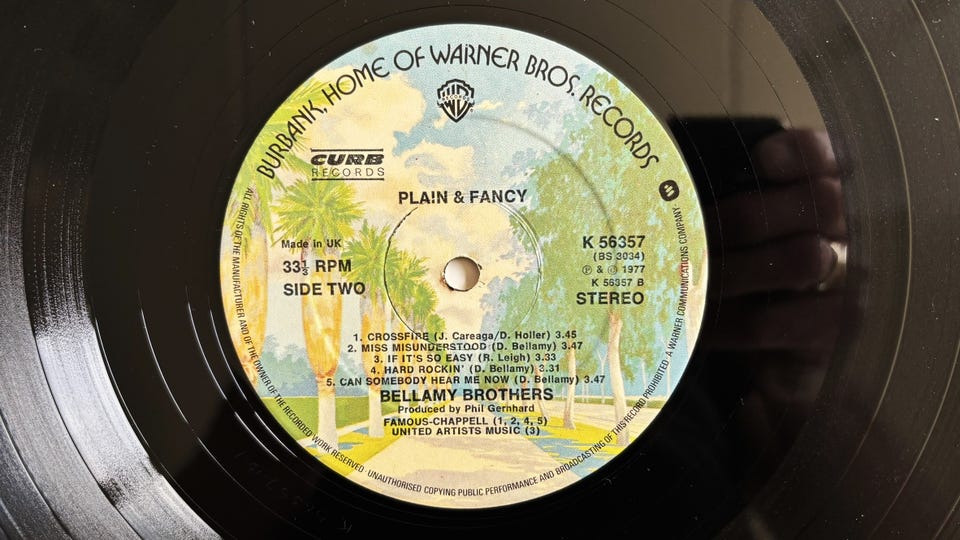 BURBANK, HOME OF WARNER BROS. RECORDS
RECORDS
CURB
RECORDS
PLAIN & FANCY
Made in UK
33⅓ RPM
SIDE TWO
K 56357
(BS 3034)
Ⓟ & © 1977
K 56357 B
STEREO
1. CROSSFIRE (J. Careaga/D. Holler) 3.45
2. MISS MISUNDERSTOOD (D. Bellamy) 3.47
3. IF IT'S SO EASY (R. Leigh) 3.33
4. HARD ROCKIN' (D. Bellamy) 3.31
5. CAN SOMEBODY HEAR ME NOW (D. Bellamy) 3.47
BELLAMY BROTHERS
Produced by Phil Gernhard
FAMOUS-CHAPPELL (1, 2, 4, 5)
UNITED ARTISTS MUSIC (3)
ALL RIGHTS OF THE MANUFACTURER AND OF THE OWNER OF THE RECORDED WORK RESERVED · UNAUTHORISED COPYING PUBLIC PERFORMANCE AND BROADCASTING OF THIS RECORD PROHIBITED · A WARNER COMMUNICATIONS COMPANY ·